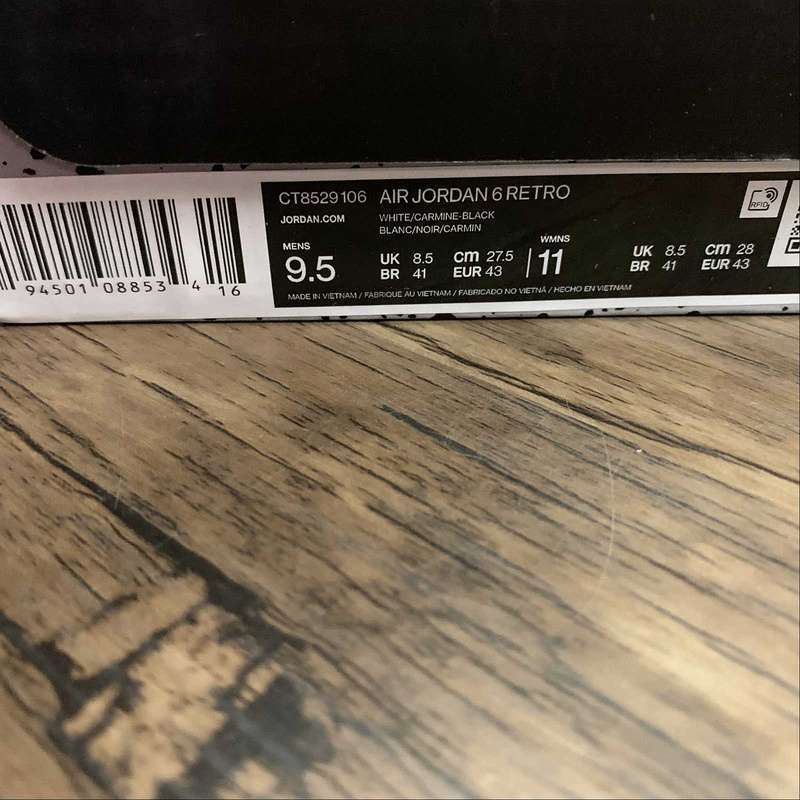 CT8529 106 AIR JORDAN 6 RETRO
JORDAN.COM WHITE/CARMINE-BLACK
BLANC/NOIR/CARMIN
MENS WMNS
9.5 UK 8.5 cm 27.5 11 UK 8.5 cm 28
BR 41 EUR 43 BR 41 EUR 43
MADE IN VIETNAM / FABRIQUE AU VIETNAM / FABRICADO NO VIETNÃ / HECHO EN VIETNAM
94501 08853 4 16
RFID